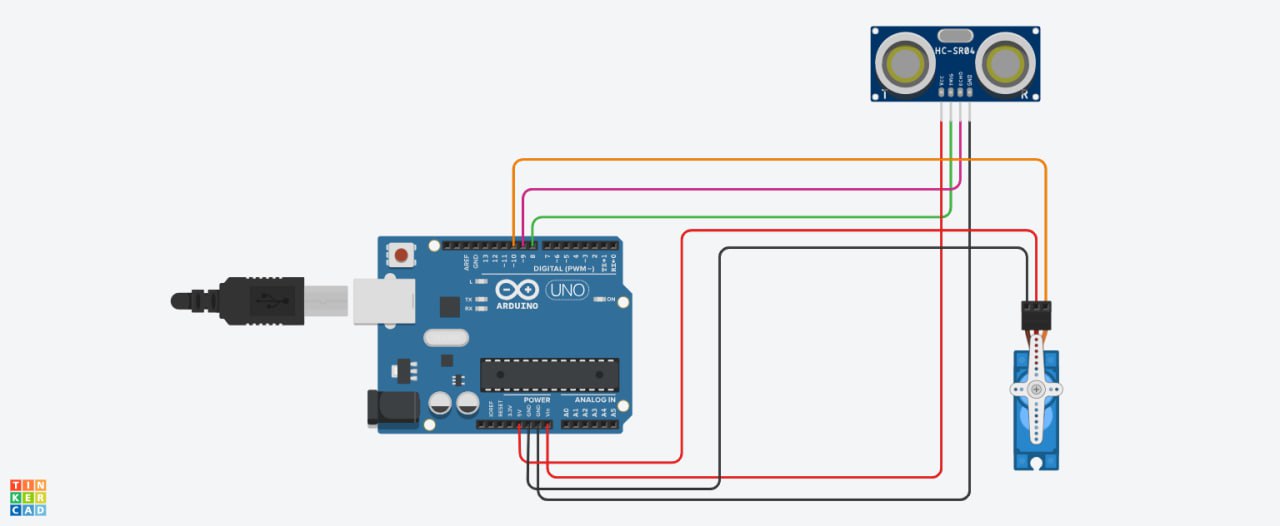 HC-SR04
Vcc
TRIG
ECHO
GND
T
R
AREF
GND
13
12
~11
~10
~9
8
7
~6
~5
4
~3
2
TX→1
RX←0
DIGITAL (PWM~)
L
TX
RX
ARDUINO
UNO
ON
POWER
ANALOG IN
IOREF
RESET
3.3V
5V
GND
GND
Vin
A0
A1
A2
A3
A4
A5
TIN
KER
CAD